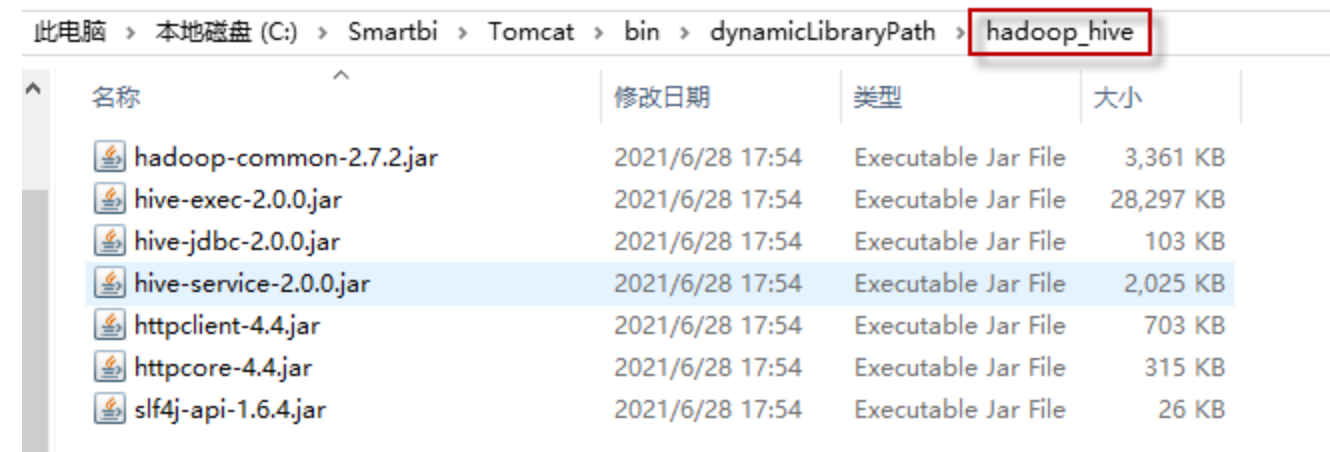 此电脑 > 本地磁盘 (C:) > Smartbi > Tomcat > bin > dynamicLibraryPath > hadoop_hive
名称 修改日期 类型 大小
hadoop-common-2.7.2.jar 2021/6/28 17:54 Executable Jar File 3,361 KB
hive-exec-2.0.0.jar 2021/6/28 17:54 Executable Jar File 28,297 KB
hive-jdbc-2.0.0.jar 2021/6/28 17:54 Executable Jar File 103 KB
hive-service-2.0.0.jar 2021/6/28 17:54 Executable Jar File 2,025 KB
httpclient-4.4.jar 2021/6/28 17:54 Executable Jar File 703 KB
httpcore-4.4.jar 2021/6/28 17:54 Executable Jar File 315 KB
slf4j-api-1.6.4.jar 2021/6/28 17:54 Executable Jar File 26 KB